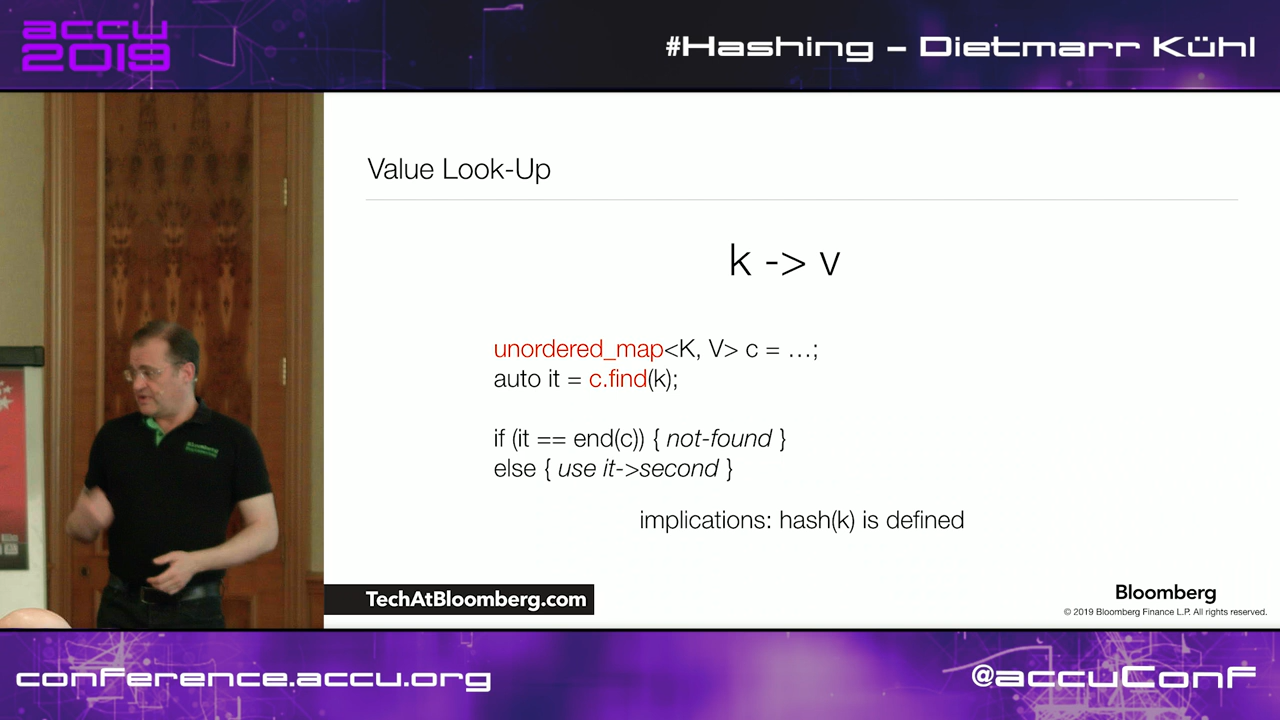 accu
2019
#Hashing – Dietmarr Kühl
Value Look-Up
k -> v
unordered_map<K, V> c = …;
auto it = c.find(k);
if (it == end(c)) { not-found }
else { use it->second }
implications: hash(k) is defined
Bloomberg
TechAtBloomberg.com
Bloomberg
© 2019 Bloomberg Finance L.P. All rights reserved.
conference.accu.org
@accuConf